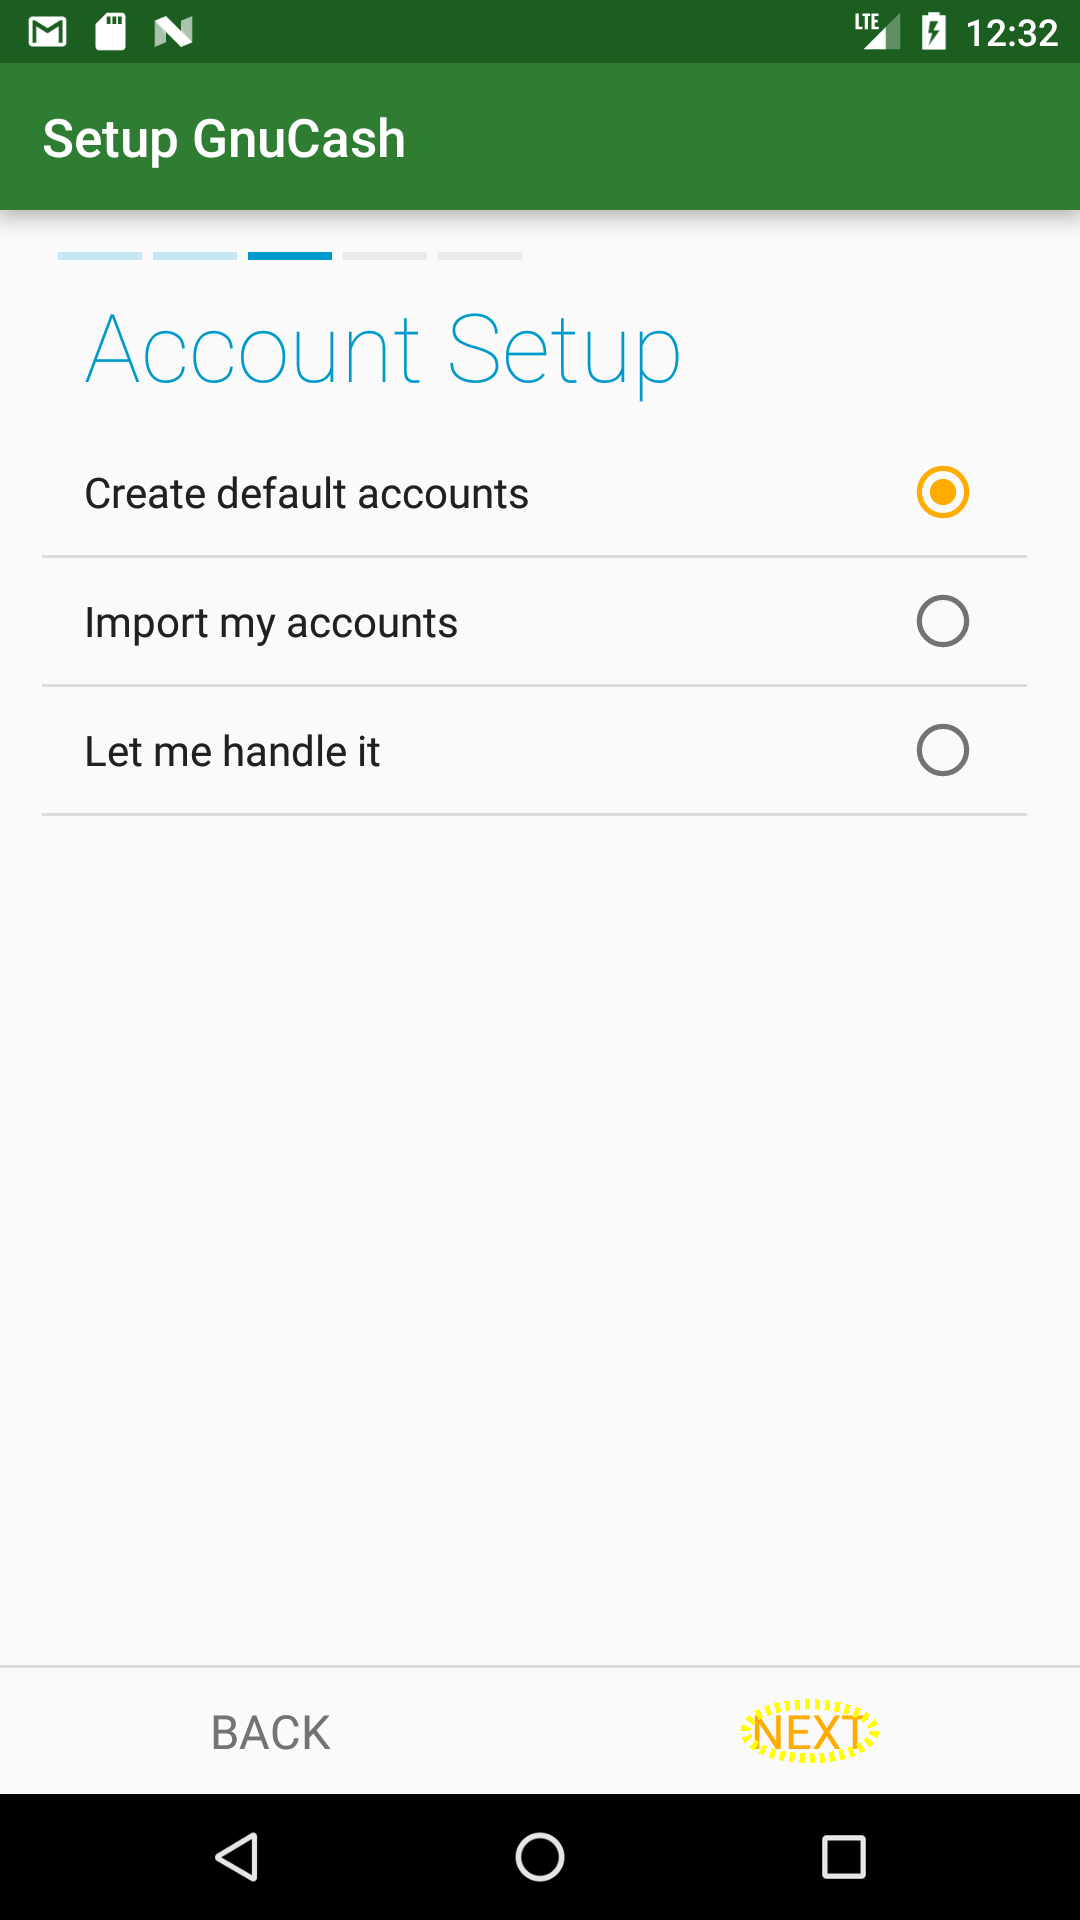 LTE 12:32
Setup GnuCash
Account Setup
Create default accounts
Import my accounts
Let me handle it
BACK NEXT